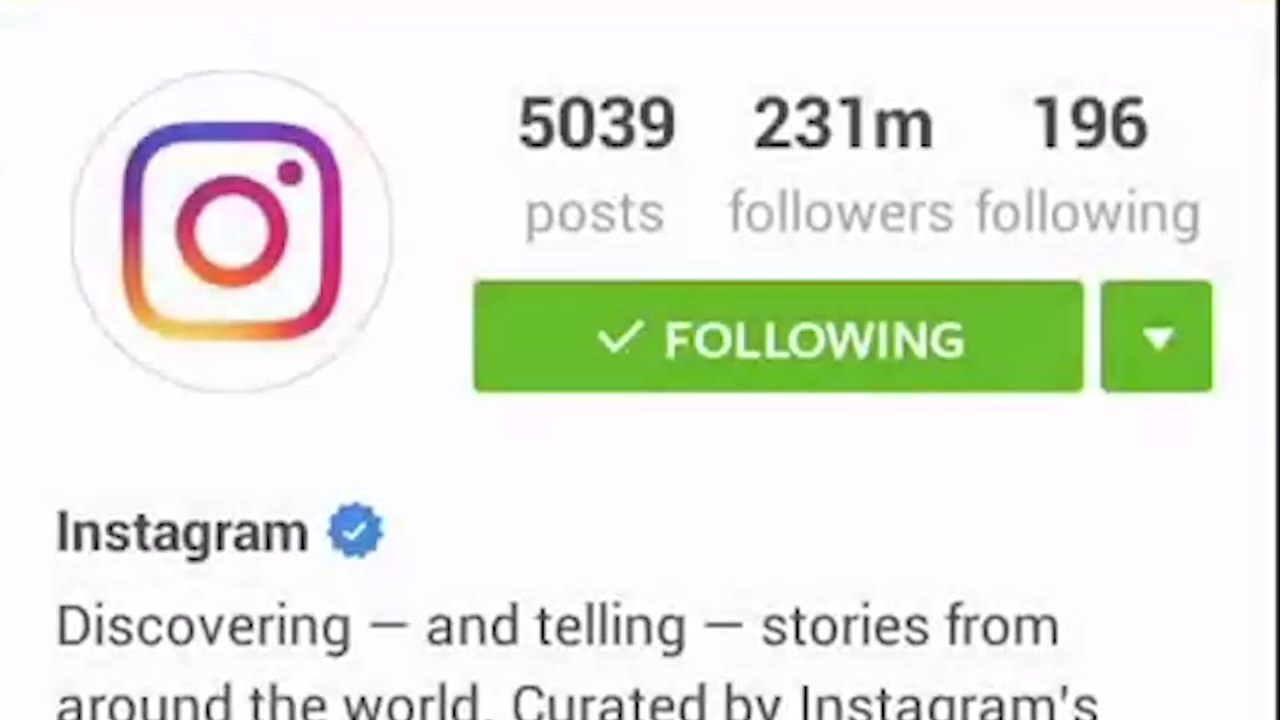 5039 231m 196
posts followers following
FOLLOWING
Instagram
Discovering — and telling — stories from
around the world. Curated by Instagram's